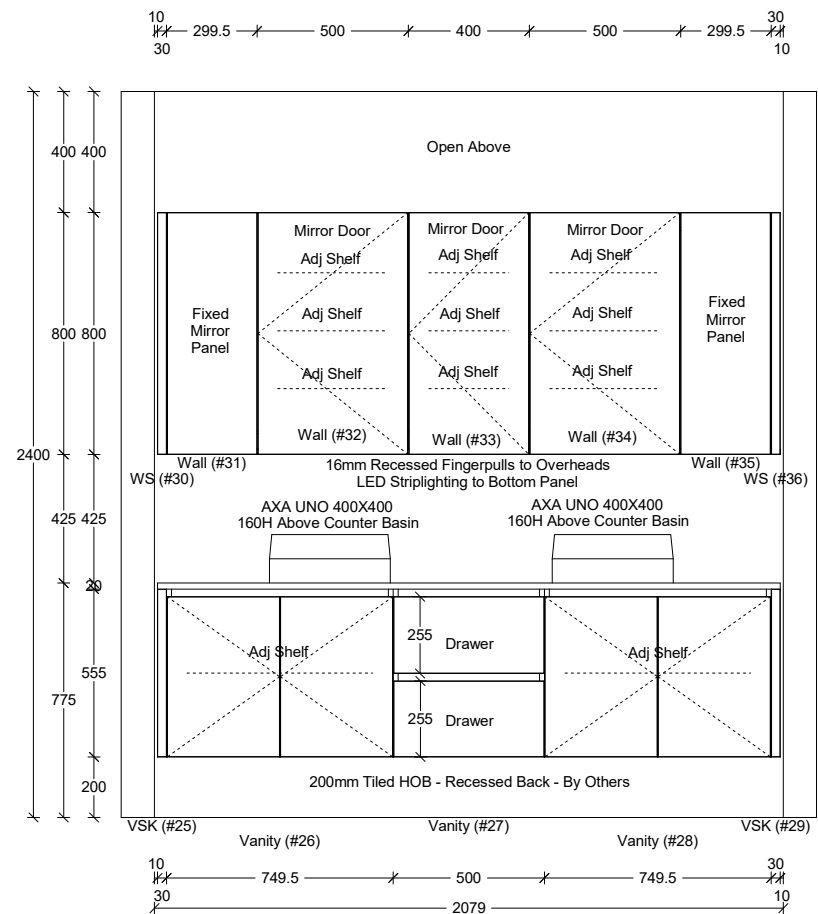 10
30
299.5
500
400
500
299.5
30
10
2400
400
400
800
800
425
425
20
775
555
200
Open Above
Fixed
Mirror
Panel
Mirror Door
Adj Shelf
Adj Shelf
Adj Shelf
Wall (#32)
Mirror Door
Adj Shelf
Adj Shelf
Adj Shelf
Wall (#33)
Mirror Door
Adj Shelf
Adj Shelf
Adj Shelf
Wall (#34)
Fixed
Mirror
Panel
Wall (#31)
WS (#30)
16mm Recessed Fingerpulls to Overheads
LED Striplighting to Bottom Panel
Wall (#35)
WS (#36)
AXA UNO 400X400
160H Above Counter Basin
AXA UNO 400X400
160H Above Counter Basin
Adj Shelf
255
Drawer
255
Drawer
Adj Shelf
200mm Tiled HOB - Recessed Back - By Others
VSK (#25)
Vanity (#26)
Vanity (#27)
Vanity (#28)
VSK (#29)
10
30
749.5
500
749.5
30
10
2079